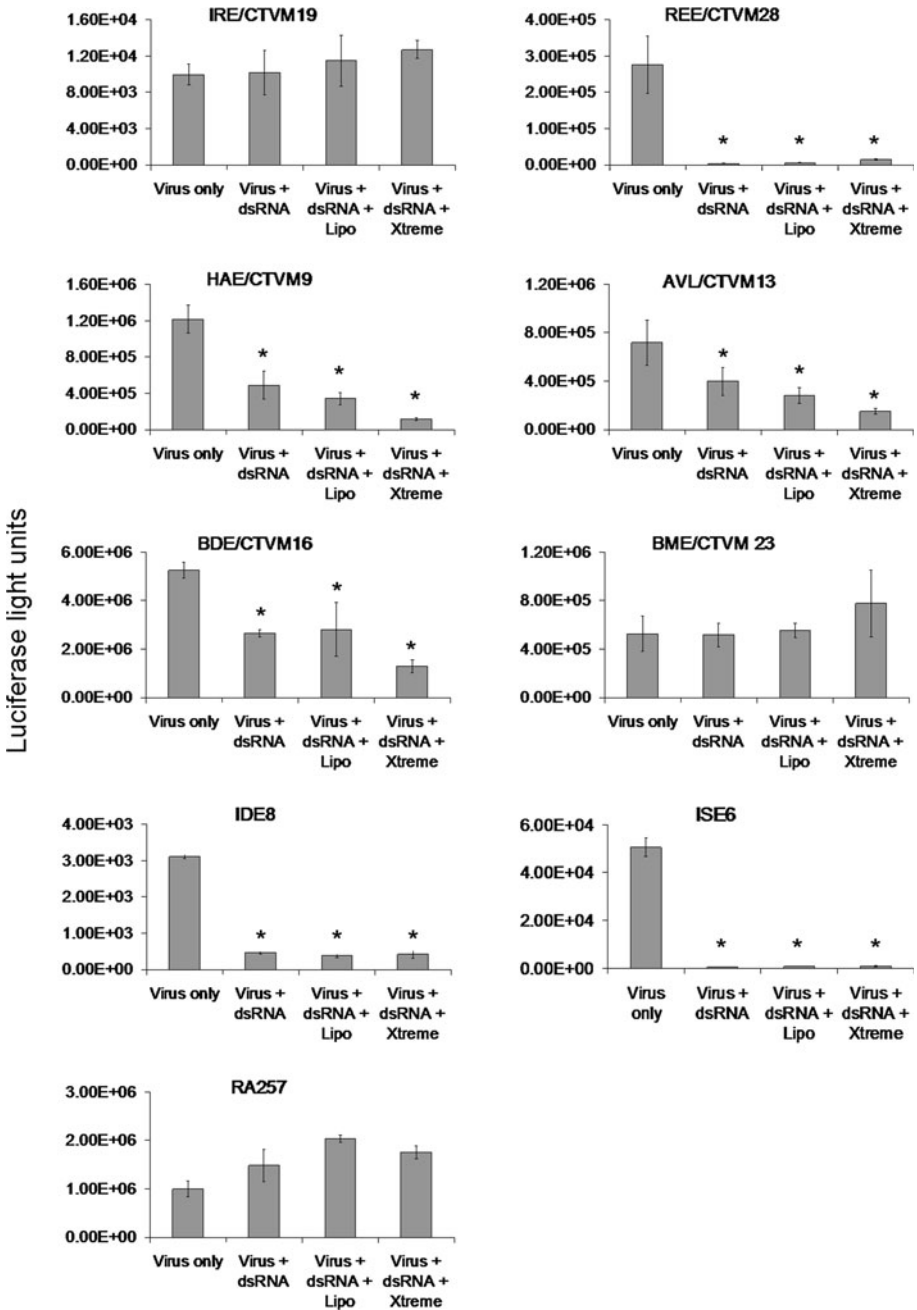 Luciferase light units
IRE/CTVM19
1.60E+04
1.20E+04
8.00E+03
4.00E+03
0.00E+00
Virus only
Virus +
dsRNA
Virus +
dsRNA +
Lipo
Virus +
dsRNA +
Xtreme
REE/CTVM28
4.00E+05
3.00E+05
2.00E+05
1.00E+05
0.00E+00
* * *
Virus only
Virus +
dsRNA
Virus +
dsRNA +
Lipo
Virus +
dsRNA +
Xtreme
HAE/CTVM9
1.60E+06
1.20E+06
8.00E+05
4.00E+05
0.00E+00
* * *
Virus only
Virus +
dsRNA
Virus +
dsRNA +
Lipo
Virus +
dsRNA +
Xtreme
AVL/CTVM13
1.20E+06
8.00E+05
4.00E+05
0.00E+00
* * *
Virus only
Virus +
dsRNA
Virus +
dsRNA +
Lipo
Virus +
dsRNA +
Xtreme
BDE/CTVM16
6.00E+06
4.00E+06
2.00E+06
0.00E+00
* * *
Virus only
Virus +
dsRNA
Virus +
dsRNA +
Lipo
Virus +
dsRNA +
Xtreme
BME/CTVM 23
1.20E+06
8.00E+05
4.00E+05
0.00E+00
Virus only
Virus +
dsRNA
Virus +
dsRNA +
Lipo
Virus +
dsRNA +
Xtreme
IDE8
4.00E+03
3.00E+03
2.00E+03
1.00E+03
0.00E+00
* * *
Virus only
Virus +
dsRNA
Virus +
dsRNA +
Lipo
Virus +
dsRNA +
Xtreme
ISE6
6.00E+04
4.00E+04
2.00E+04
0.00E+00
* * *
Virus
only
Virus +
dsRNA
Virus +
dsRNA +
Lipo
Virus +
dsRNA +
Xtreme
RA257
3.00E+06
2.00E+06
1.00E+06
0.00E+00
Virus only
Virus +
dsRNA
Virus +
dsRNA +
Lipo
Virus +
dsRNA +
Xtreme